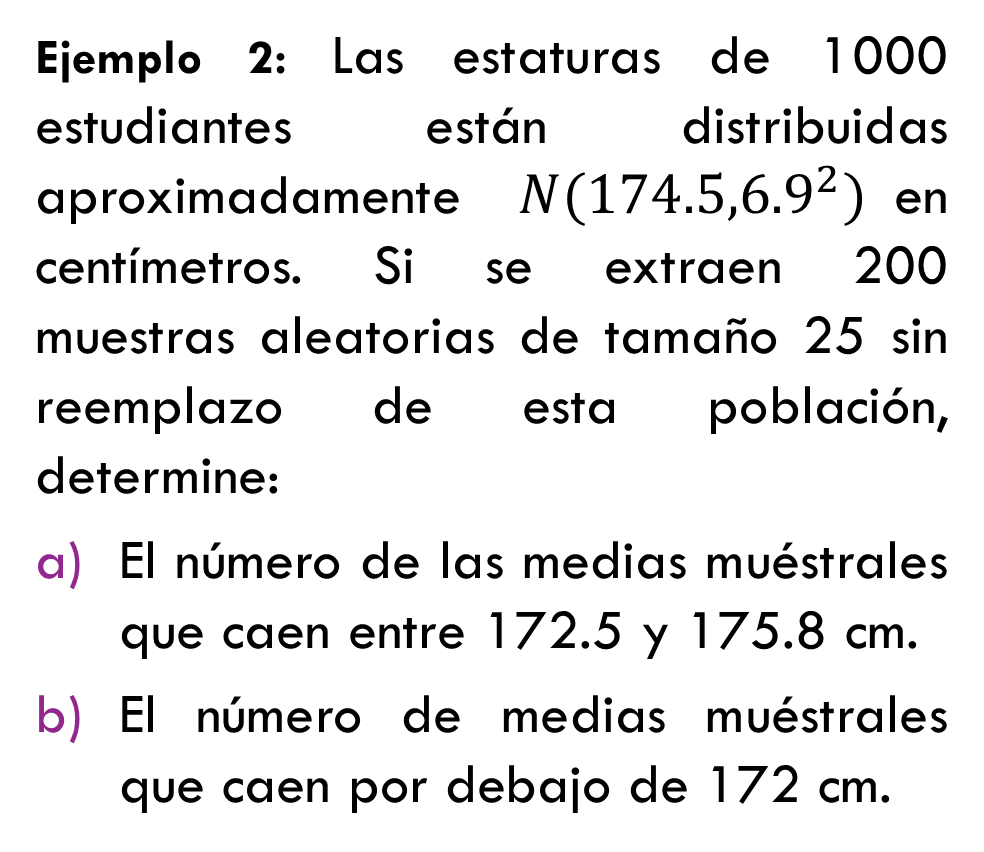 Ejemplo 2: Las estaturas de 1000
estudiantes están distribuidas
aproximadamente N(174.5,6.9²) en
centímetros. Si se extraen 200
muestras aleatorias de tamaño 25 sin
reemplazo de esta población,
determine:
a) El número de las medias muéstrales
que caen entre 172.5 y 175.8 cm.
b) El número de medias muéstrales
que caen por debajo de 172 cm.